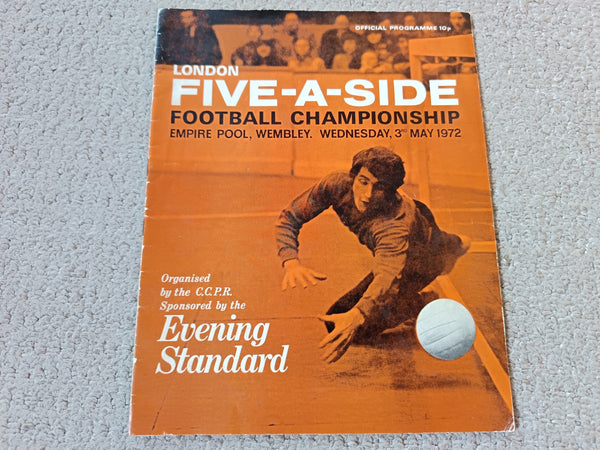 OFFICIAL PROGRAMME 10p
LONDON
FIVE-A-SIDE
FOOTBALL CHAMPIONSHIP
EMPIRE POOL, WEMBLEY. WEDNESDAY, 3RD MAY 1972
Organised
by the C.C.P.R.
Sponsored by the
Evening
Standard